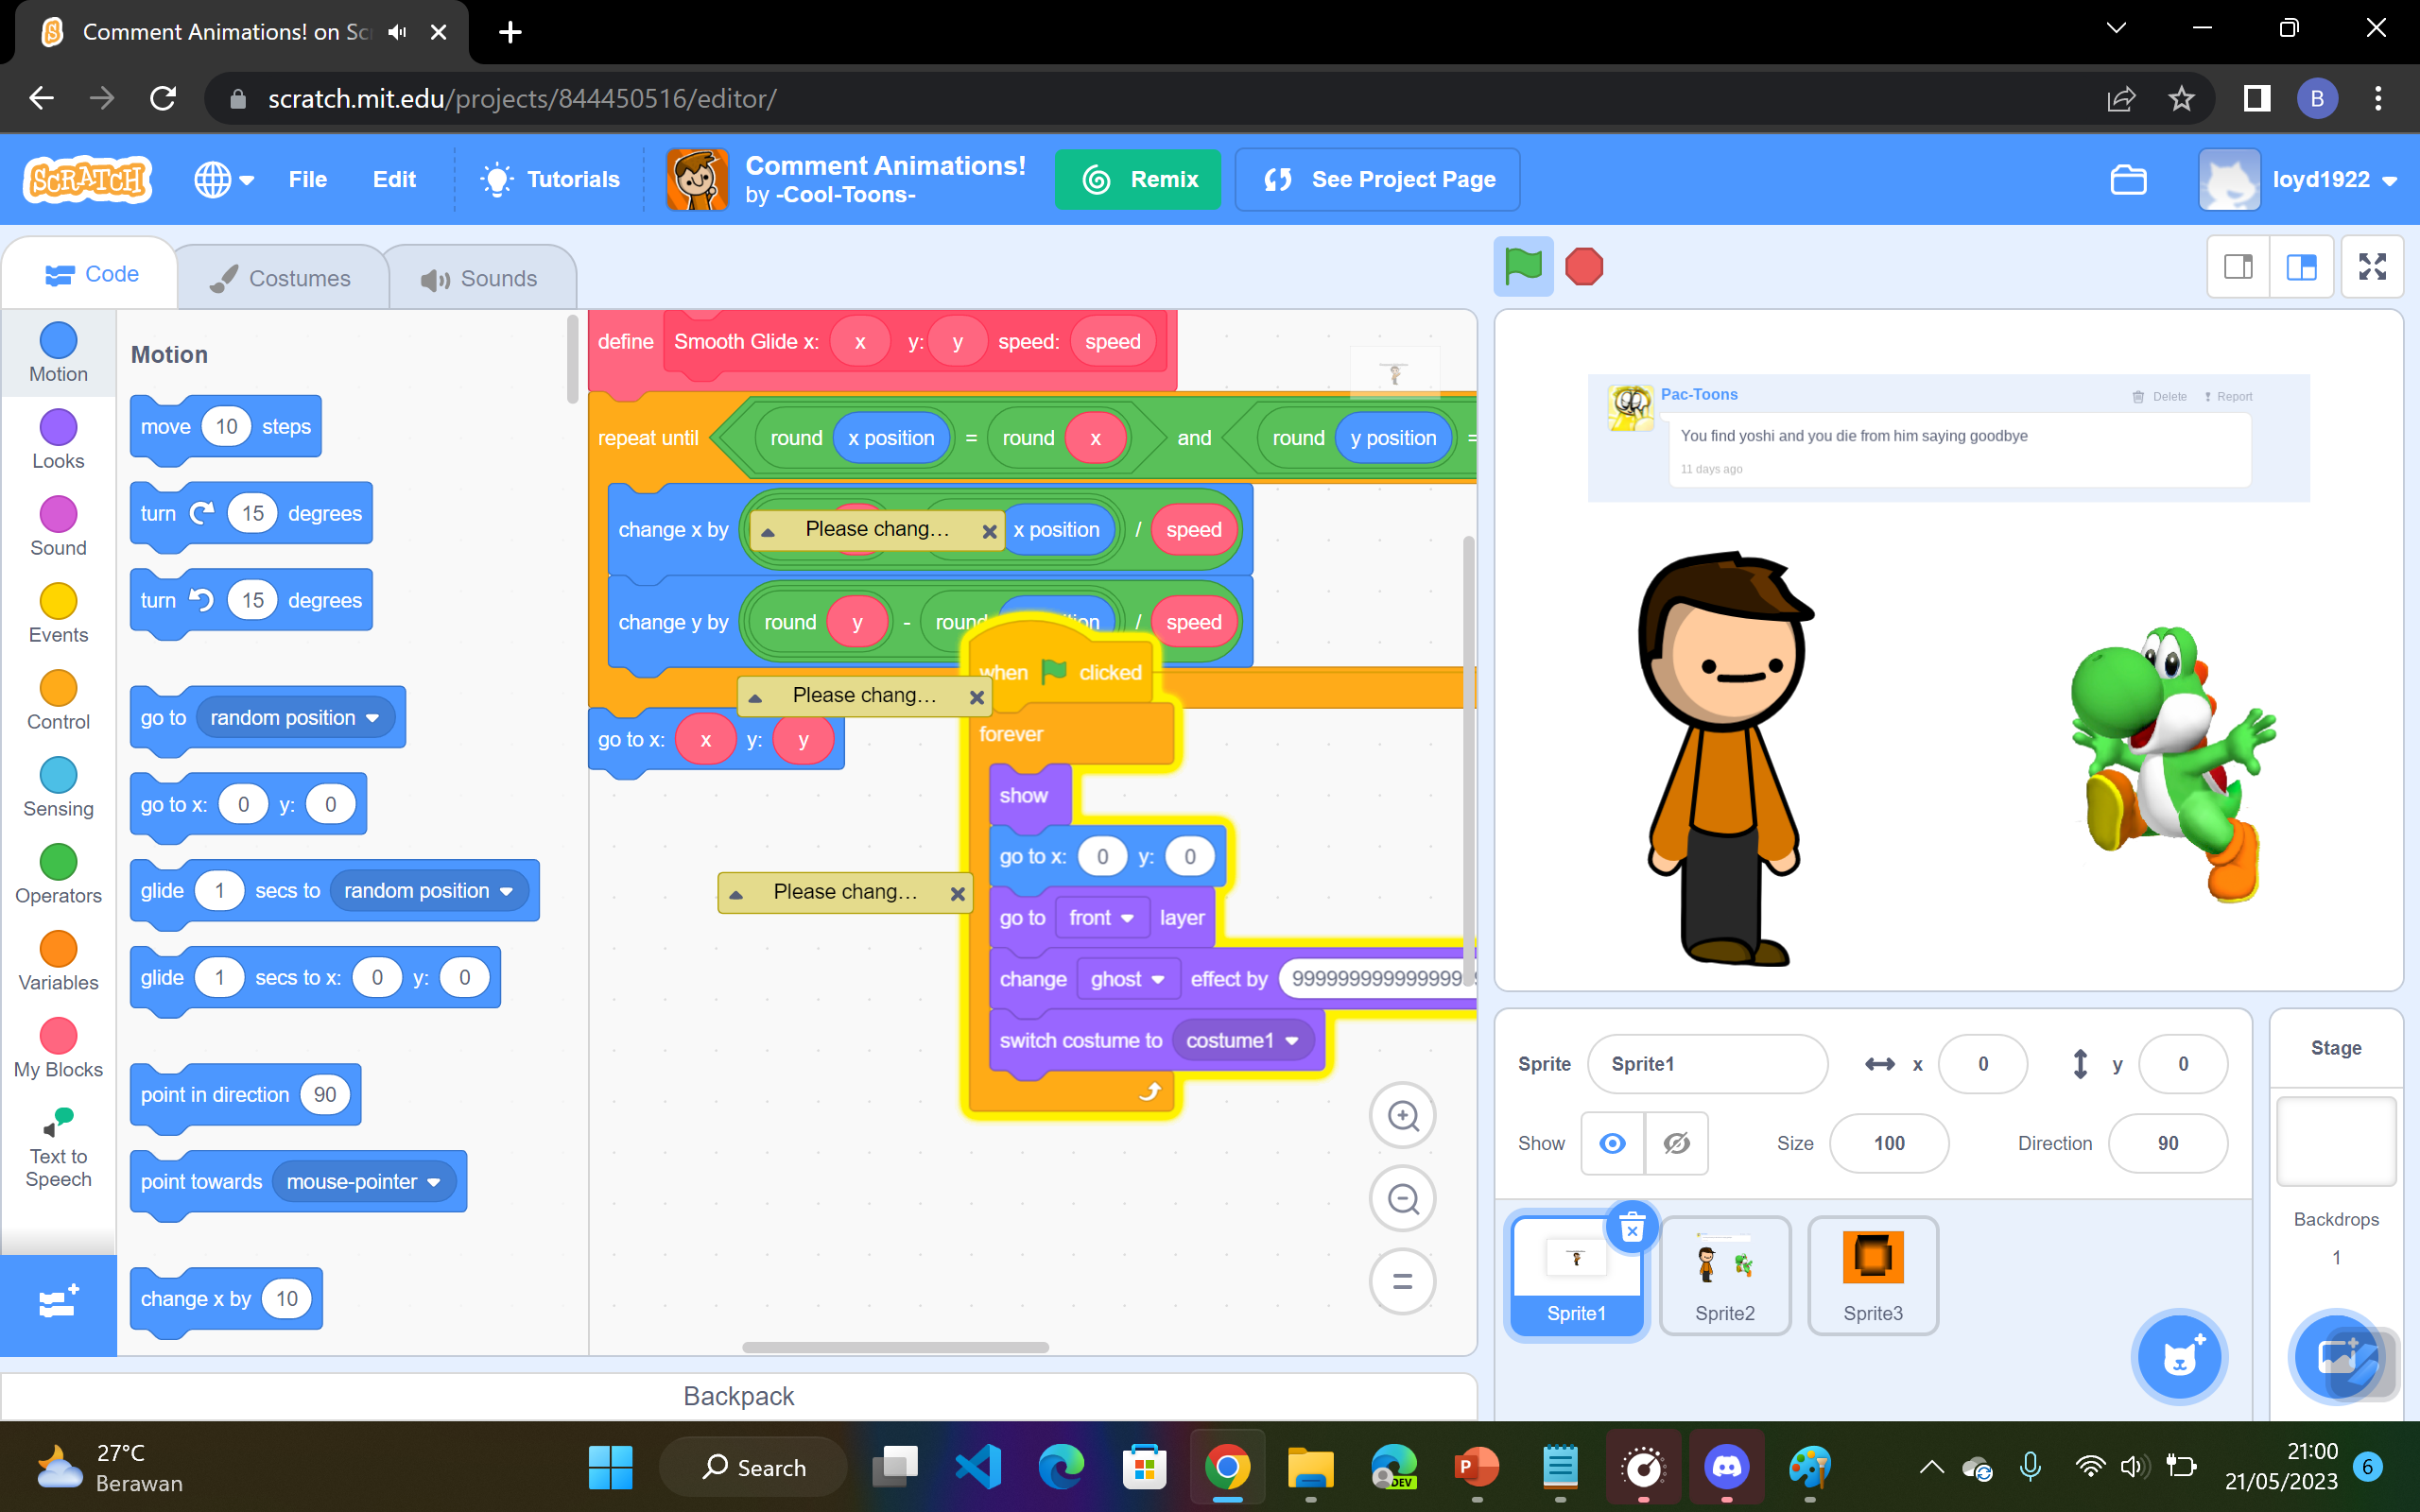 Comment Animations! on Sc
scratch.mit.edu/projects/844450516/editor/
B
SCRATCH
File
Edit
Tutorials
Comment Animations!
by -Cool-Toons-
Remix
See Project Page
loyd1922
Code
Costumes
Sounds
Motion
Looks
Sound
Events
Control
Sensing
Operators
Variables
My Blocks
Text to
Speech
Motion
move 10 steps
turn 15 degrees
turn 15 degrees
go to random position
go to x: 0 y: 0
glide 1 secs to random position
glide 1 secs to x: 0 y: 0
point in direction 90
point towards mouse-pointer
change x by 10
define Smooth Glide x: x y: y speed: speed
repeat until round x position = round x and round y position =
change x by x position / speed
Please chang...
change y by round y - round / speed
Please chang...
go to x: x y: y
Please chang...
when clicked
forever
show
go to x: 0 y: 0
go to front layer
change ghost effect by 9999999999999999
switch costume to costume1
Backpack
Pac-Toons
Delete
Report
You find yoshi and you die from him saying goodbye
11 days ago
Sprite Sprite1 x 0 y 0
Show Size 100 Direction 90
Sprite1
Sprite2
Sprite3
Stage
Backdrops
1
27°C
Berawan
Search
DEV
P
21:00
21/05/2023
6